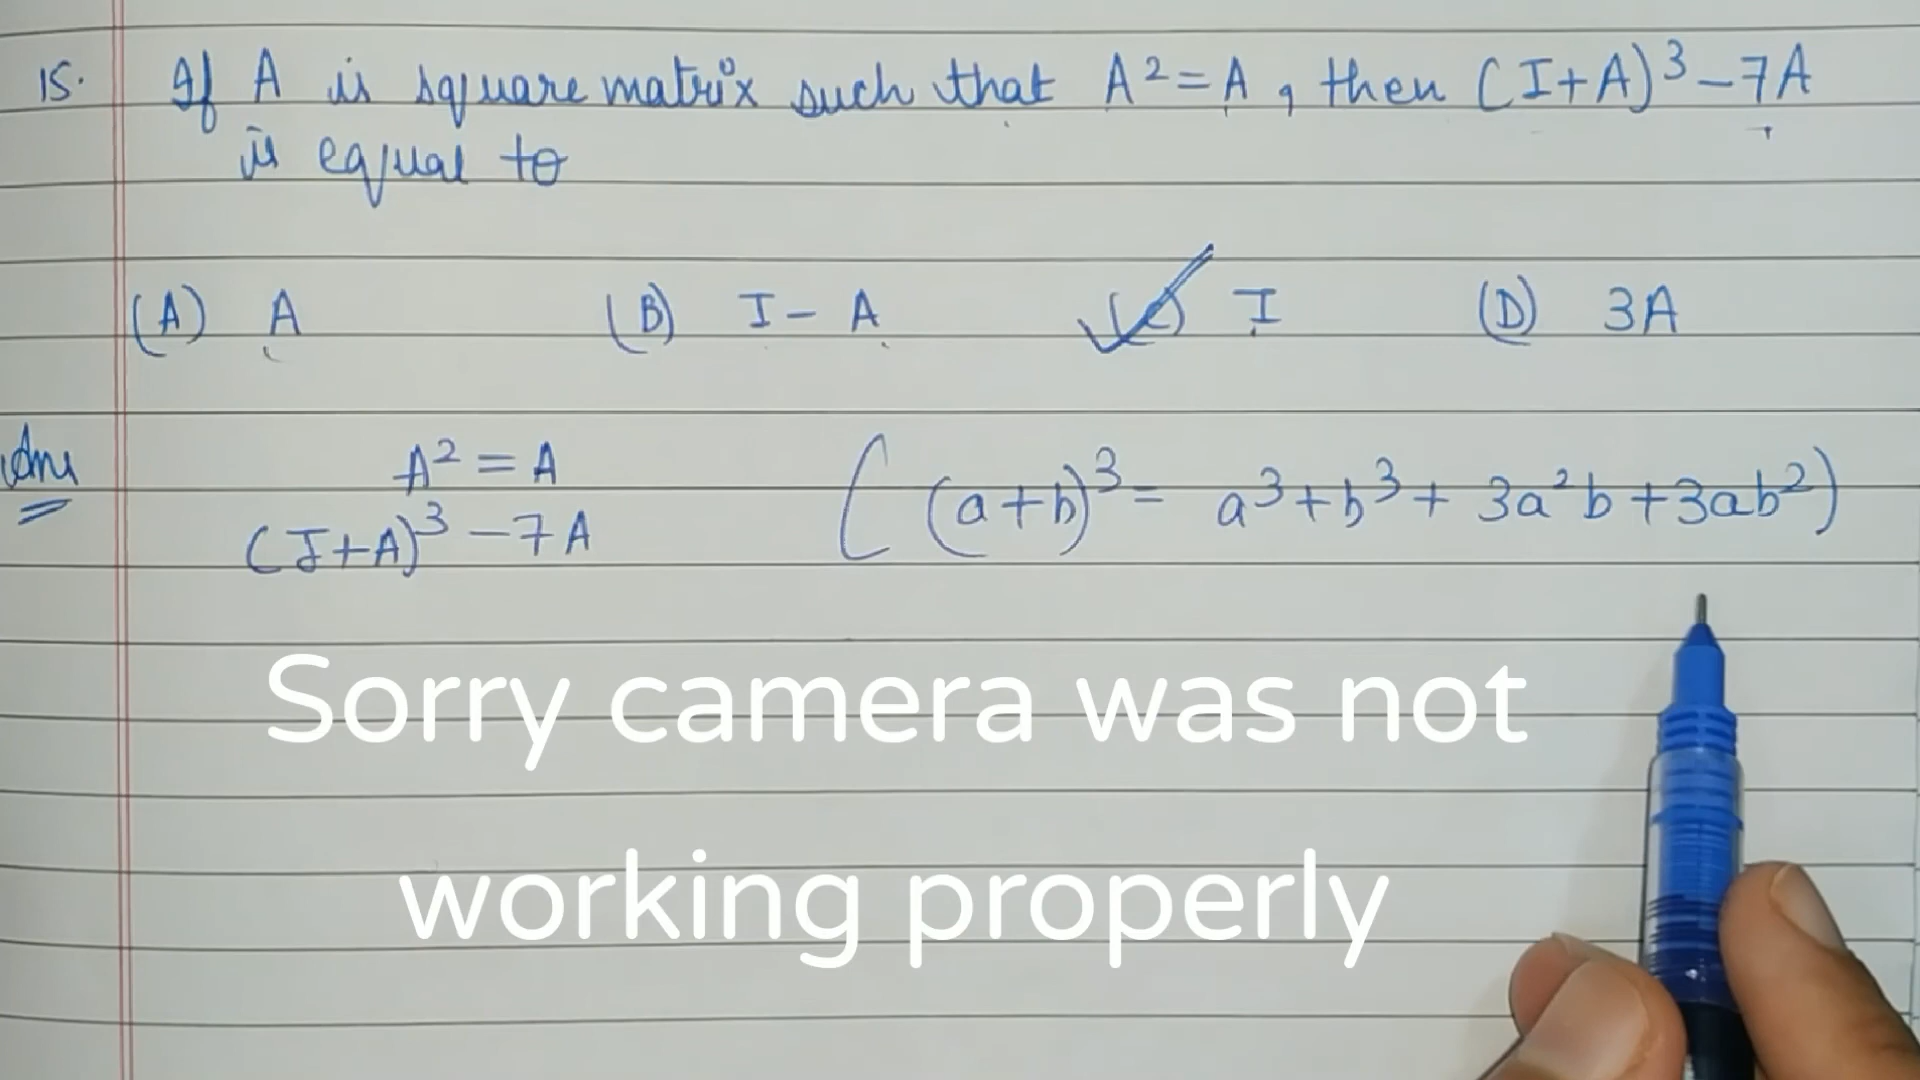 15. If A is square matrix such that A² = A, then (I+A)³ – 7A
is equal to
(A) A (B) I – A (C) I (D) 3A
Ans A² = A
((a+b)³ = a³ + b³ + 3a²b + 3ab²)
(I+A)³ – 7A
Sorry camera was not
working properly